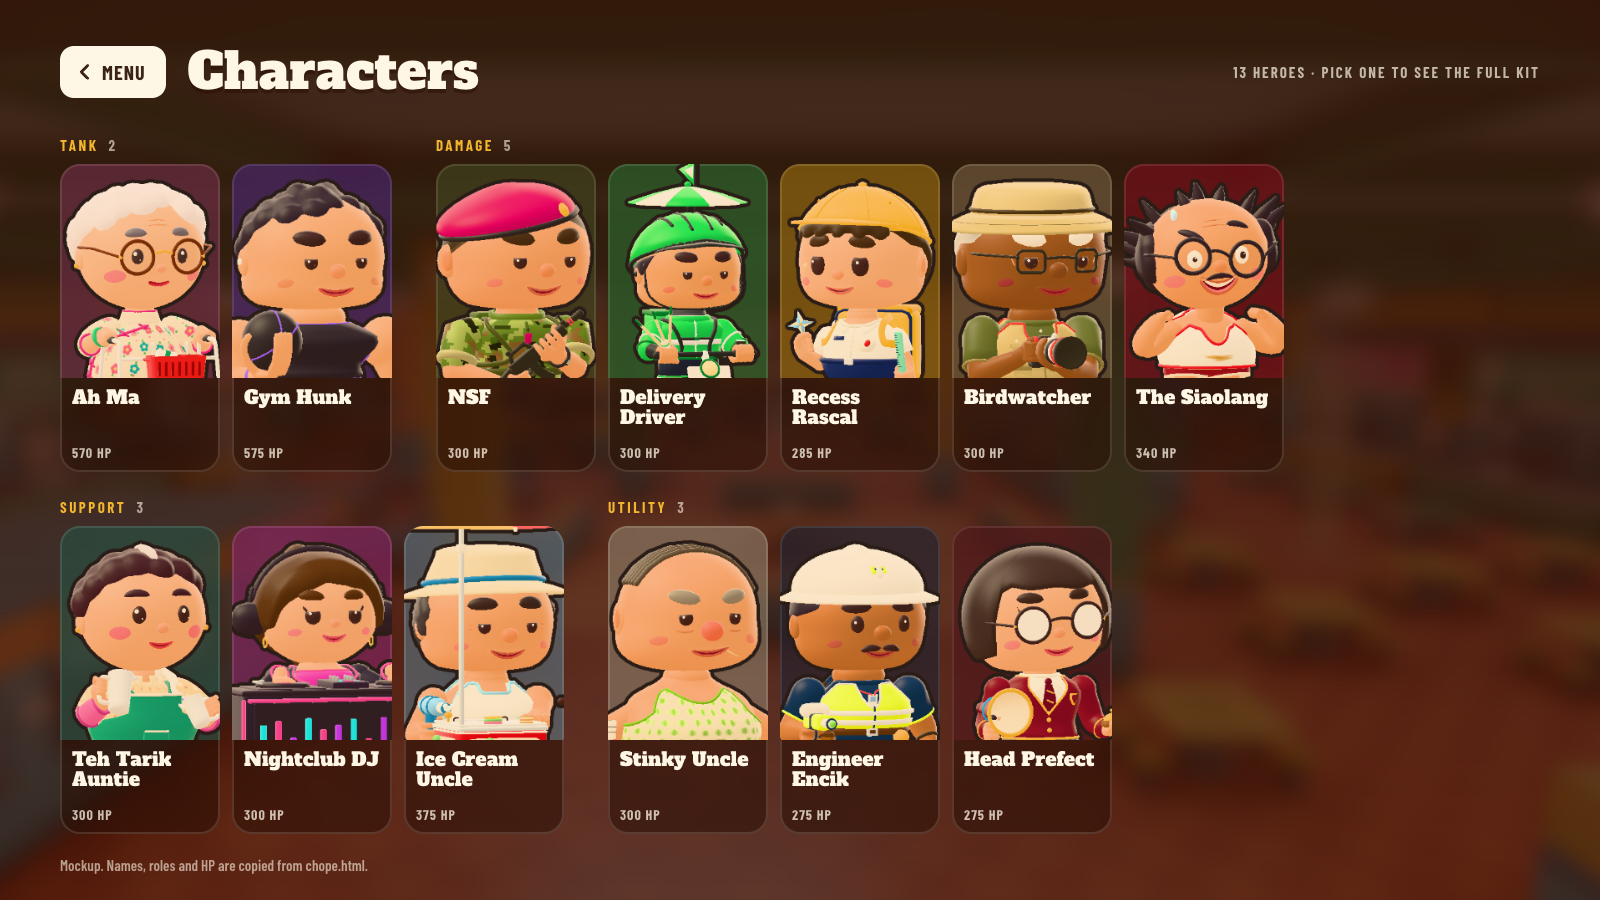 MENU
Characters
13 HEROES · PICK ONE TO SEE THE FULL KIT
TANK 2
DAMAGE 5
Ah Ma
570 HP
Gym Hunk
575 HP
NSF
300 HP
Delivery
Driver
300 HP
Recess
Rascal
285 HP
Birdwatcher
300 HP
The Siaolang
340 HP
SUPPORT 3
UTILITY 3
Teh Tarik
Auntie
300 HP
Nightclub DJ
300 HP
Ice Cream
Uncle
375 HP
Stinky Uncle
300 HP
Engineer
Encik
275 HP
Head Prefect
275 HP
Mockup. Names, roles and HP are copied from chope.html.